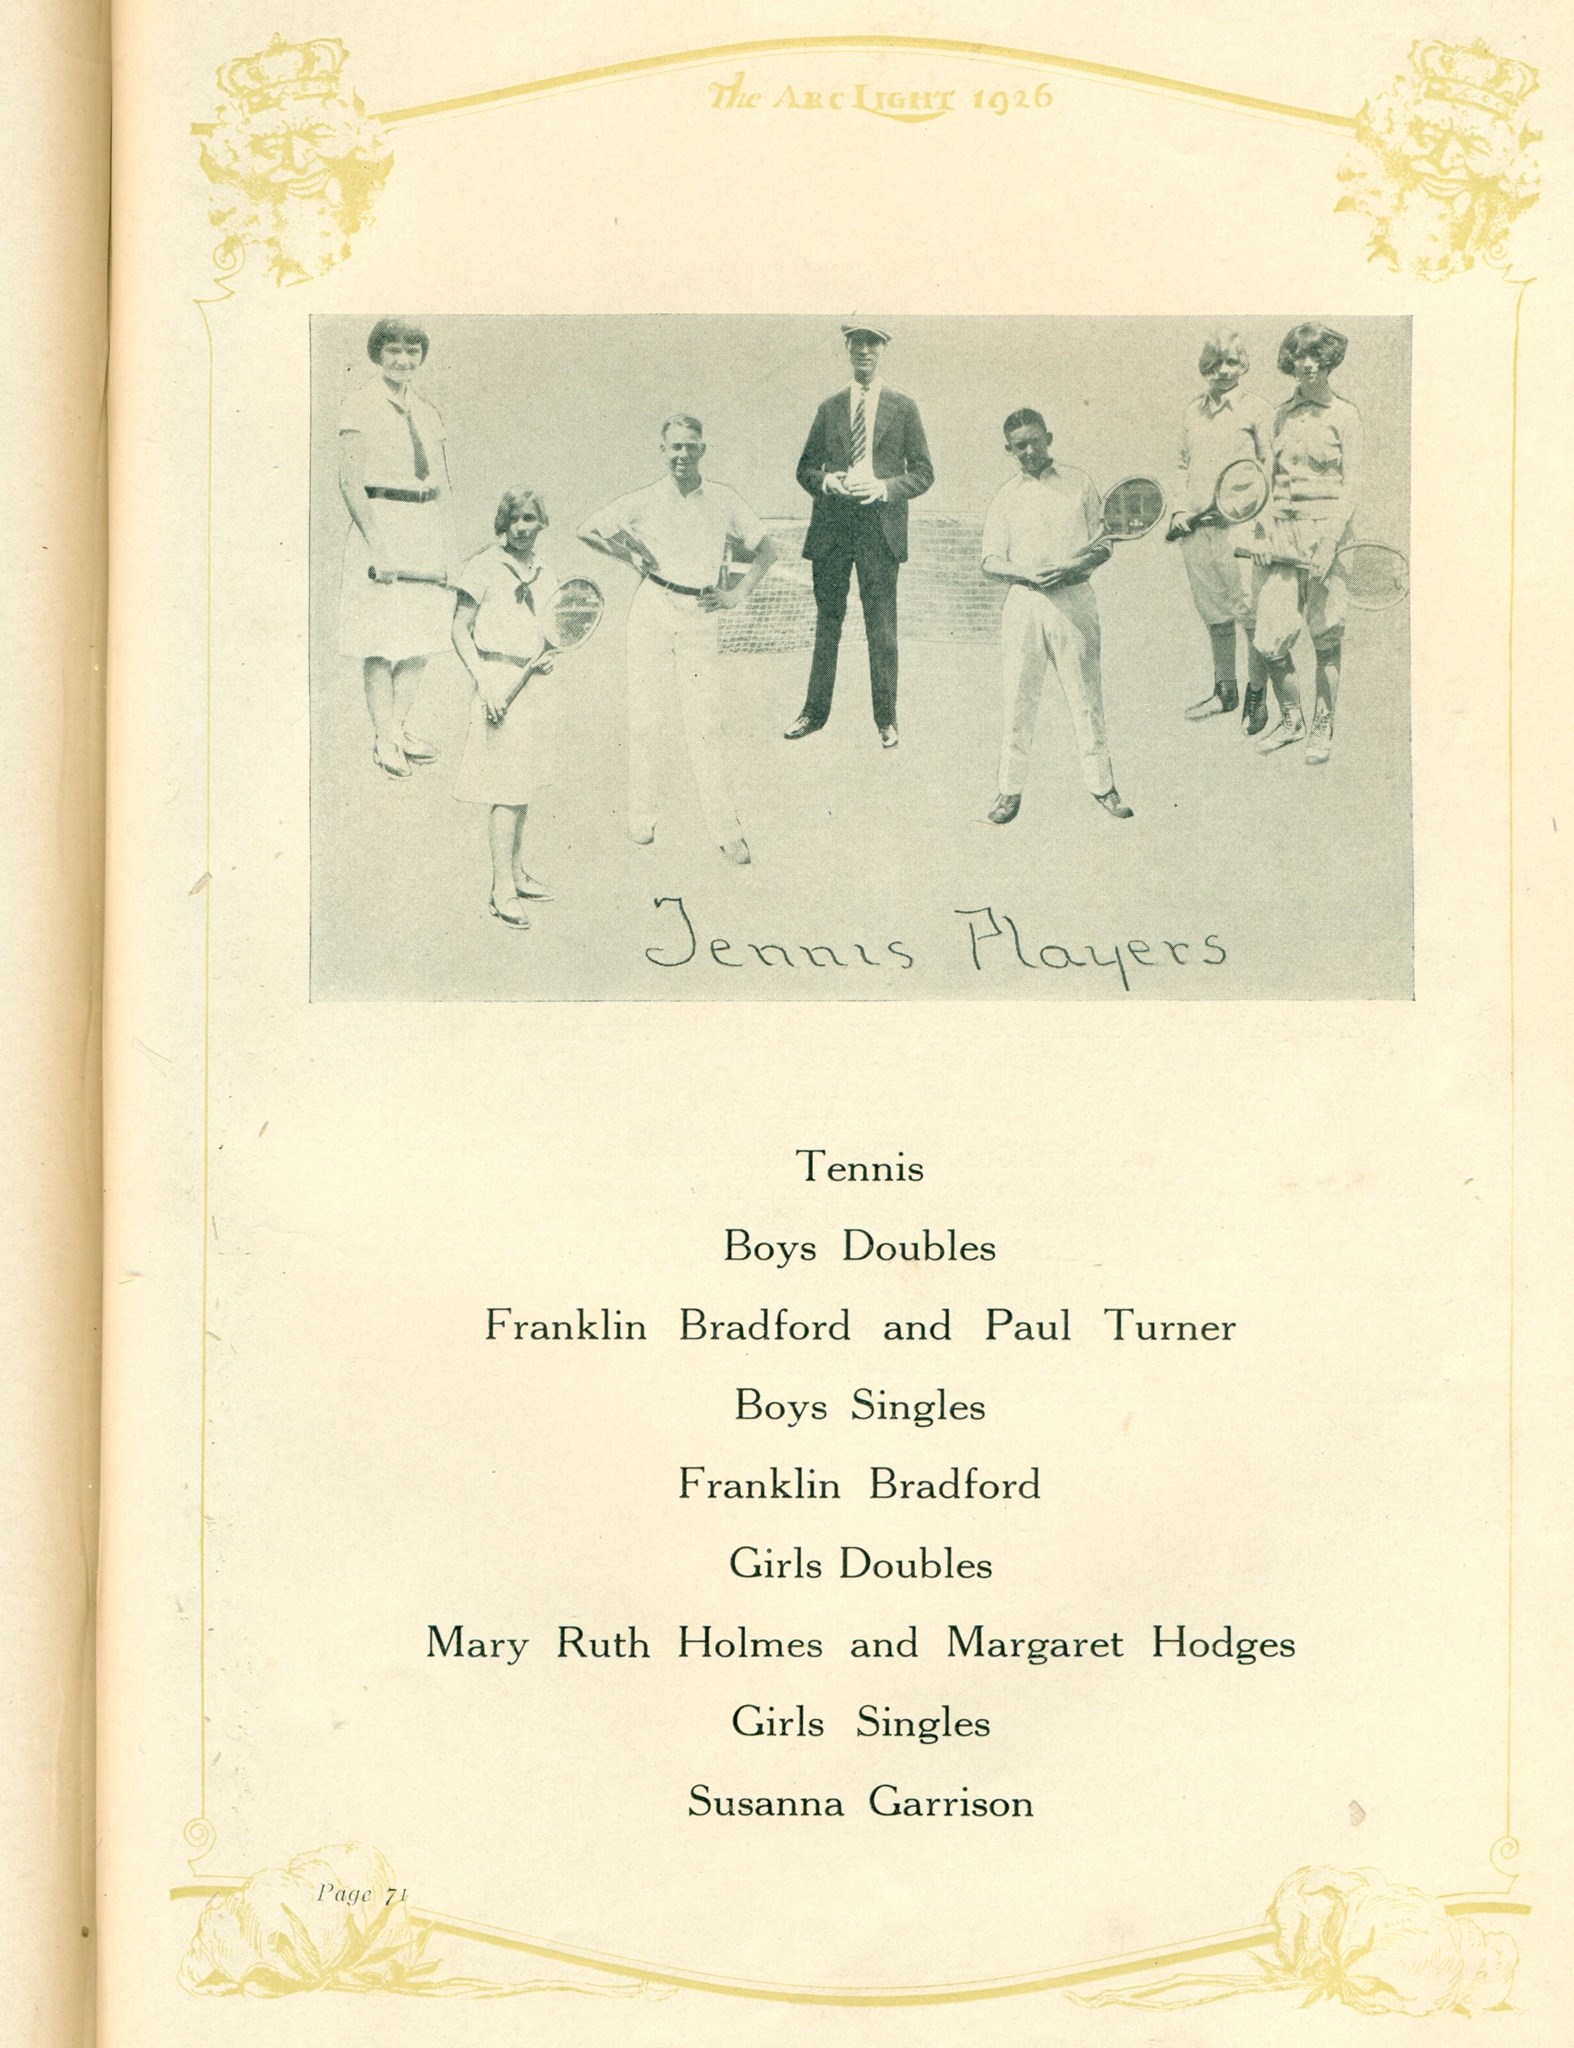 The ARC LIGHT 1926
Tennis Players
Tennis
Boys Doubles
Franklin Bradford and Paul Turner
Boys Singles
Franklin Bradford
Girls Doubles
Mary Ruth Holmes and Margaret Hodges
Girls Singles
Susanna Garrison
Page 71